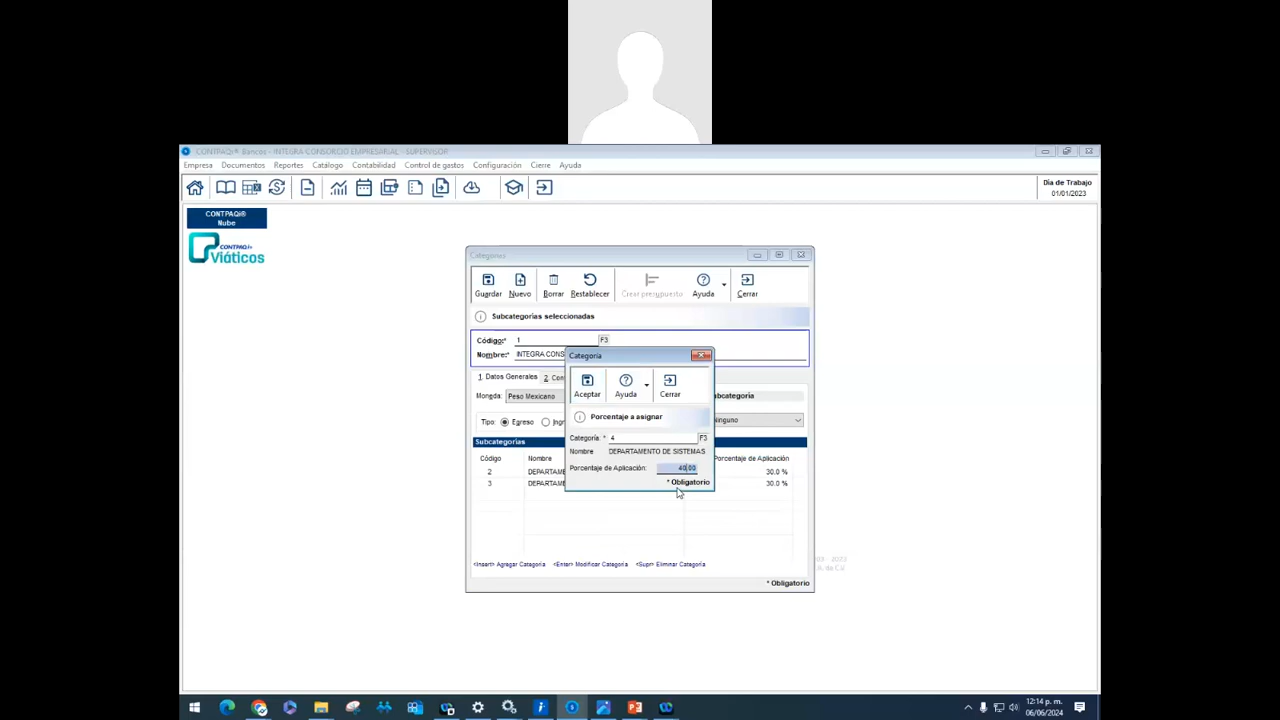 CONTPAQi® Bancos - INTEGRA CONSORCIO EMPRESARIAL - SUPERVISOR
Empresa Documentos Reportes Catálogo Contabilidad Control de gastos Configuración Cierre Ayuda
Día de Trabajo
01/01/2023
CONTPAQi®
Nube
CONTPAQi
Viáticos
Categorías
Guardar Nuevo Borrar Restablecer Crear presupuesto Ayuda Cerrar
Subcategorías seleccionadas
Código:* 1 F3
Nombre:* INTEGRA CONS
1. Datos Generales 2
Moneda: Peso Mexicano
ubcategoría
Tipo: Egreso Ingr
Ninguno
Subcategorías
Código Nombre Porcentaje de Aplicación
2 DEPARTAME 30.0 %
3 DEPARTAME 30.0 %
<Insert> Agregar Categoría <Enter> Modificar Categoría <Supr> Eliminar Categoría
* Obligatorio
Categoría
Aceptar Ayuda Cerrar
Porcentaje a asignar
Categoría: * 4 F3
Nombre DEPARTAMENTO DE SISTEMAS
Porcentaje de Aplicación: 40.00
* Obligatorio
12:14 p. m.
06/06/2024